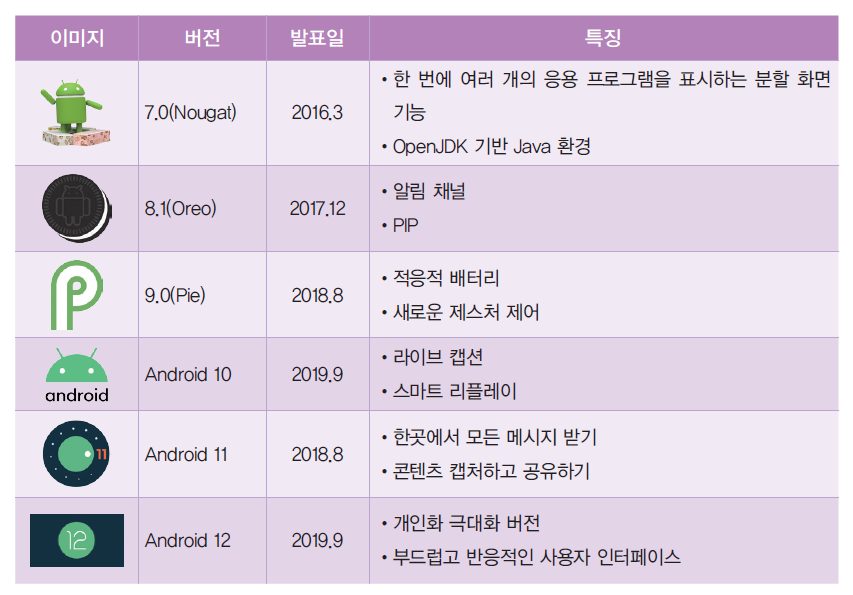 이미지 버전 발표일 특징
7.0(Nougat) 2016.3
• 한 번에 여러 개의 응용 프로그램을 표시하는 분할 화면
기능
• OpenJDK 기반 Java 환경
8.1(Oreo) 2017.12
• 알림 채널
• PIP
9.0(Pie) 2018.8
• 적응적 배터리
• 새로운 제스처 제어
android
Android 10 2019.9
• 라이브 캡션
• 스마트 리플레이
11
Android 11 2018.8
• 한곳에서 모든 메시지 받기
• 콘텐츠 캡처하고 공유하기
12
Android 12 2019.9
• 개인화 극대화 버전
• 부드럽고 반응적인 사용자 인터페이스